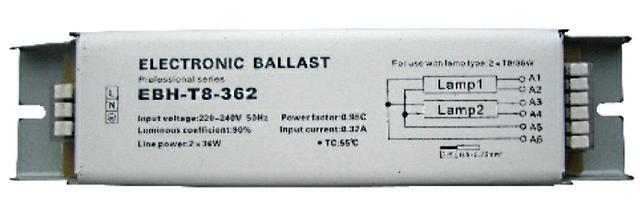 ELECTRONIC BALLAST
Professional series
EBH-T8-362
Input voltage:220-240V 50Hz Power factor:0.98C
Luminous coefficient:90% Input current:0.32A
Line power:2×36W • TC:55°C
L
N
For use with lamp type:2×T8/36W
Lamp1
Lamp2
A1
A2
A3
A4
A5
A6